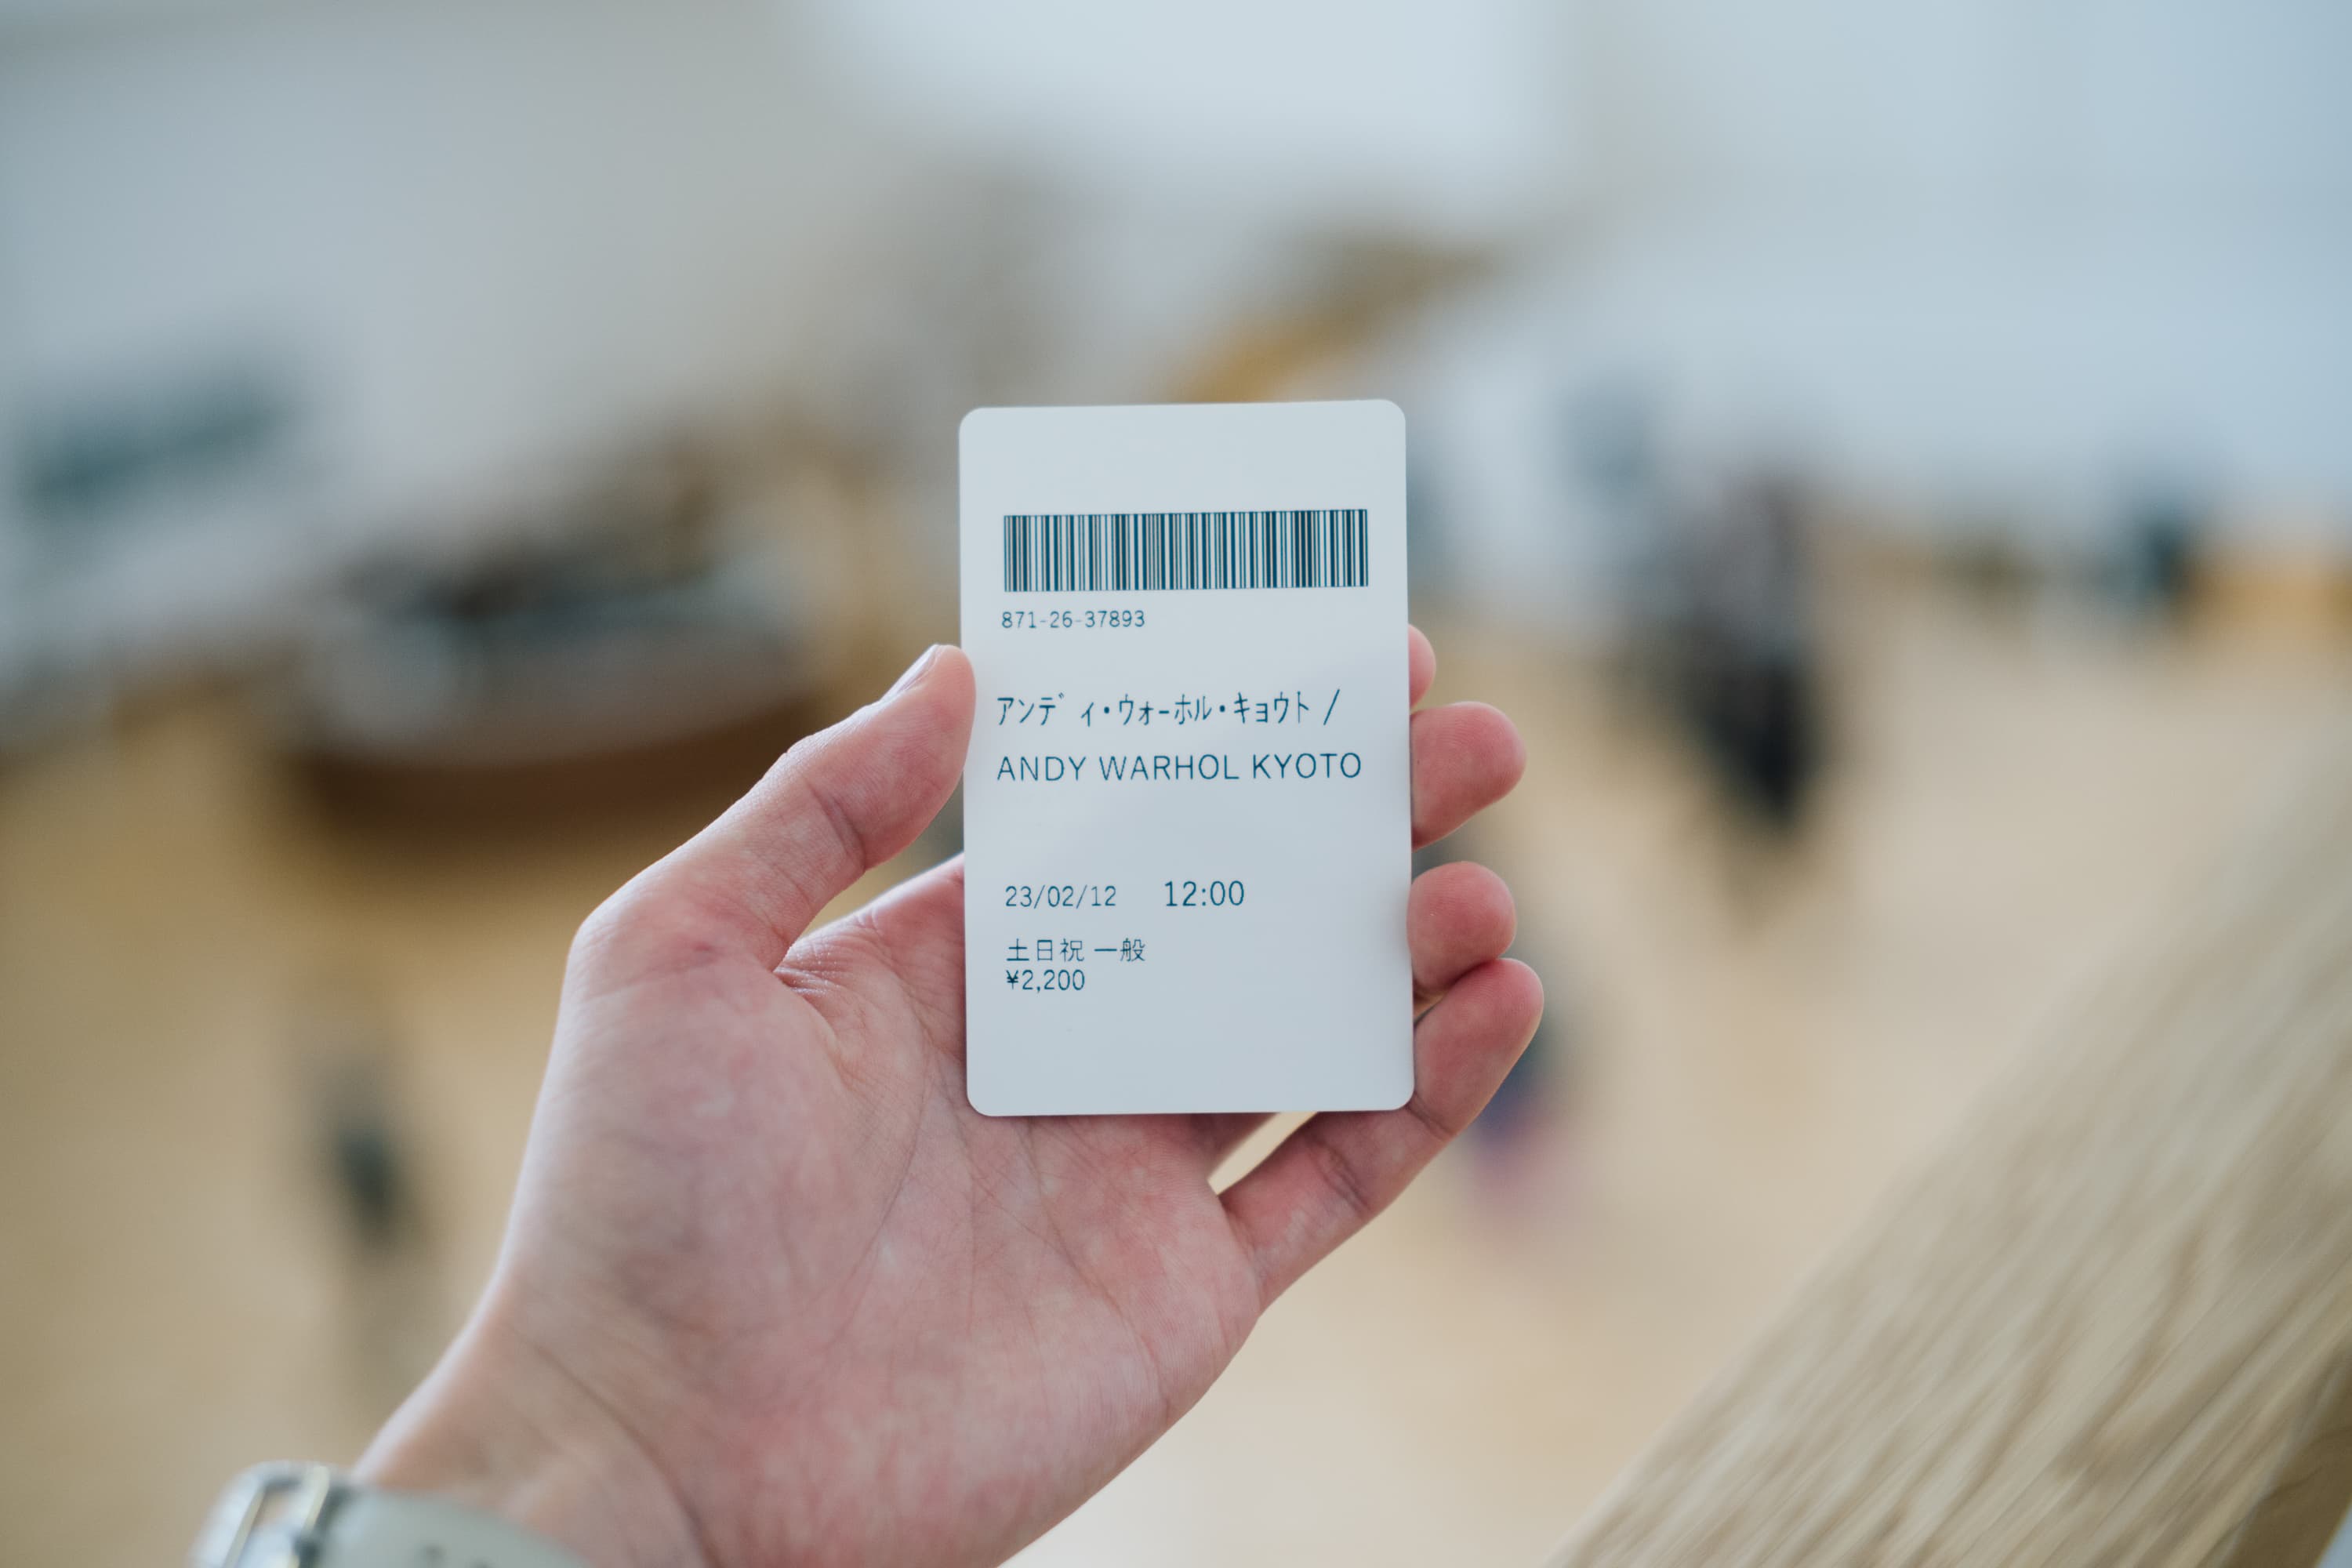 871-26-37893
アンディ・ウォーホル・キョウト /
ANDY WARHOL KYOTO
23/02/12 12:00
土日祝 一般
¥2,200